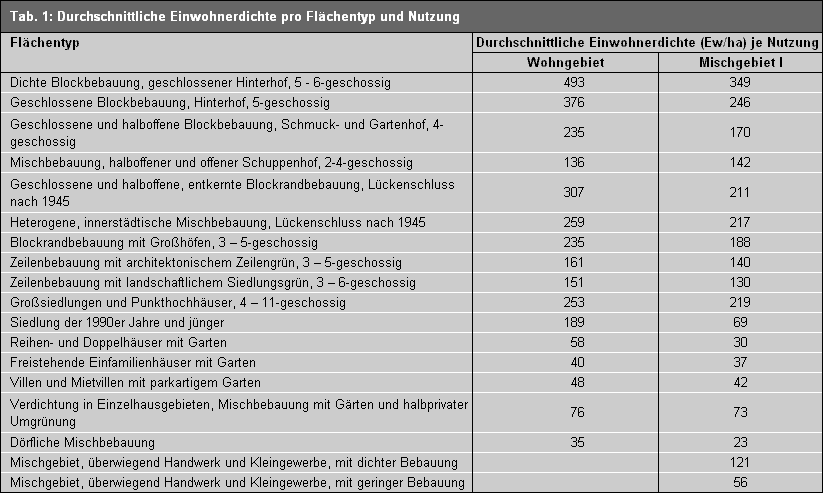 Tab. 1: Durchschnittliche Einwohnerdichte pro Flächentyp und Nutzung
Flächentyp Durchschnittliche Einwohnerdichte (Ew/ha) je Nutzung
Wohngebiet Mischgebiet I
Dichte Blockbebauung, geschlossener Hinterhof, 5 - 6-geschossig 493 349
Geschlossene Blockbebauung, Hinterhof, 5-geschossig 376 246
Geschlossene und halboffene Blockbebauung, Schmuck- und Gartenhof, 4-
geschossig 235 170
Mischbebauung, halboffener und offener Schuppenhof, 2-4-geschossig 136 142
Geschlossene und halboffene, entkernte Blockrandbebauung, Lückenschluss
nach 1945 307 211
Heterogene, innerstädtische Mischbebauung, Lückenschluss nach 1945 259 217
Blockrandbebauung mit Großhöfen, 3 – 5-geschossig 235 188
Zeilenbebauung mit architektonischem Zeilengrün, 3 – 5-geschossig 161 140
Zeilenbebauung mit landschaftlichem Siedlungsgrün, 3 – 6-geschossig 151 130
Großsiedlungen und Punkthochhäuser, 4 – 11-geschossig 253 219
Siedlung der 1990er Jahre und jünger 189 69
Reihen- und Doppelhäuser mit Garten 58 30
Freistehende Einfamilienhäuser mit Garten 40 37
Villen und Mietvillen mit parkartigem Garten 48 42
Verdichtung in Einzelhausgebieten, Mischbebauung mit Gärten und halbprivater
Umgrünung 76 73
Dörfliche Mischbebauung 35 23
Mischgebiet, überwiegend Handwerk und Kleingewerbe, mit dichter Bebauung 121
Mischgebiet, überwiegend Handwerk und Kleingewerbe, mit geringer Bebauung 56